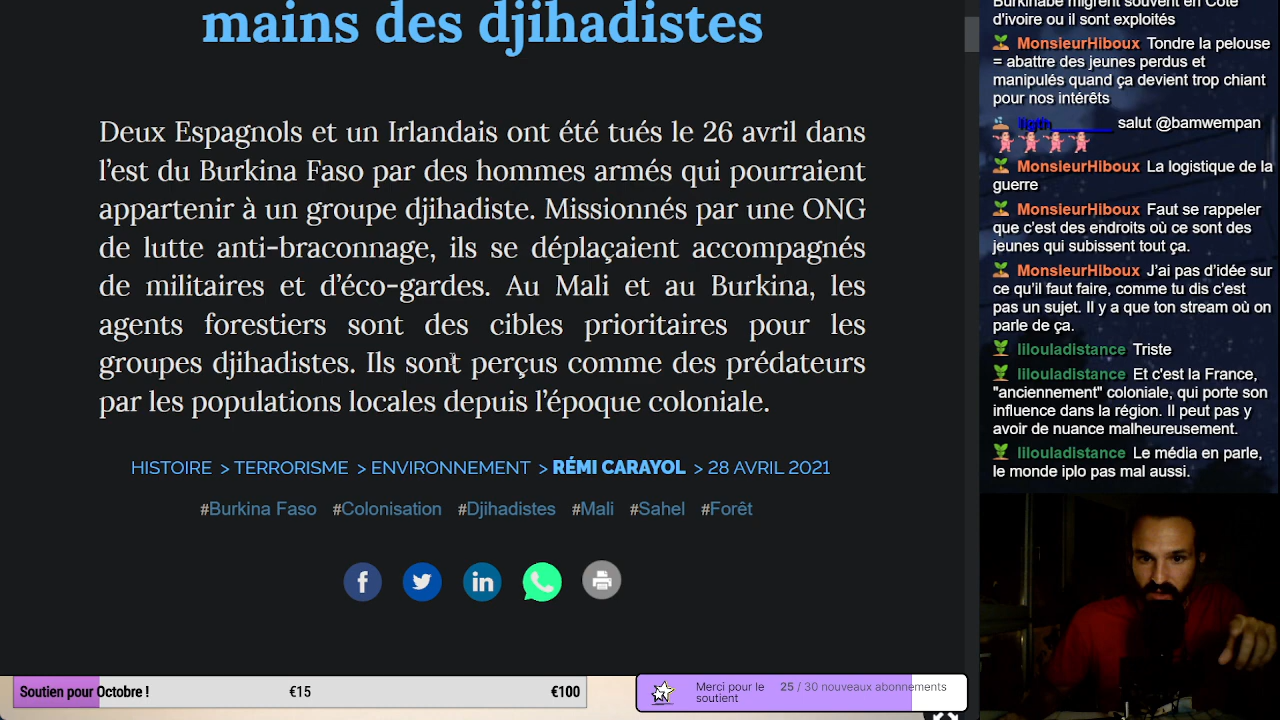 mains des djihadistes
Deux Espagnols et un Irlandais ont été tués le 26 avril dans
l’est du Burkina Faso par des hommes armés qui pourraient
appartenir à un groupe djihadiste. Missionnés par une ONG
de lutte anti-braconnage, ils se déplaçaient accompagnés
de militaires et d’éco-gardes. Au Mali et au Burkina, les
agents forestiers sont des cibles prioritaires pour les
groupes djihadistes. Ils sont perçus comme des prédateurs
par les populations locales depuis l’époque coloniale.
HISTOIRE > TERRORISME > ENVIRONNEMENT > RÉMI CARAYOL > 28 AVRIL 2021
#Burkina Faso #Colonisation #Djihadistes #Mali #Sahel #Forêt
Soutien pour Octobre ! €15 €100
Merci pour le
soutien
25 / 30 nouveaux abonnements
Burkinabé migrent souvent en Côte
d'ivoire ou il sont exploités
MonsieurHiboux Tondre la pelouse
= abattre des jeunes perdus et
manipulés quand ça devient trop chiant
pour nos intérêts
salut @bamwempan
MonsieurHiboux La logistique de la
guerre
MonsieurHiboux Faut se rappeler
que c’est des endroits où ce sont des
jeunes qui subissent tout ça.
MonsieurHiboux J’ai pas d’idée sur
ce qu’il faut faire, comme tu dis c’est
pas un sujet. Il y a que ton stream où on
parle de ça.
lilouladistance Triste
lilouladistance Et c'est la France,
"anciennement" coloniale, qui porte son
influence dans la région. Il peut pas y
avoir de nuance malheureusement.
lilouladistance Le média en parle,
le monde iplo pas mal aussi.